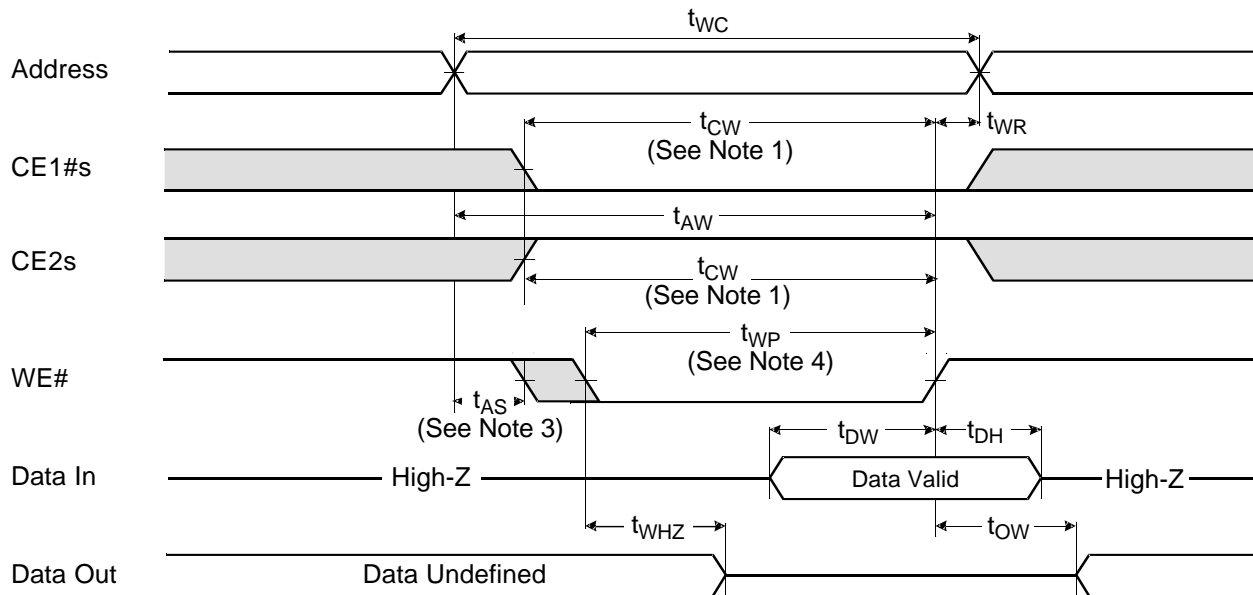 tWC
Address
tCW
(See Note 1)
tWR
CE1#s
tAW
CE2s
tCW
(See Note 1)
tWP
(See Note 4)
WE#
tAS
(See Note 3)
tDW
tDH
Data In
High-Z
Data Valid
High-Z
tWHZ
tOW
Data Out
Data Undefined